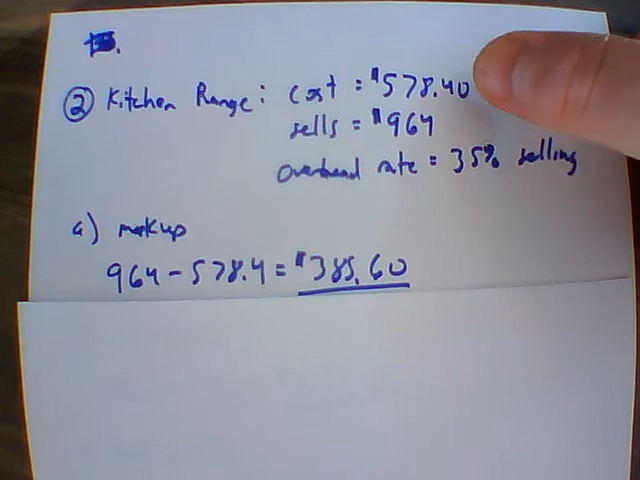 ② Kitchen Range: cost = $578.40
sells = $964
overhead rate = 35% selling
a) markup
964 - 578.4 = $385.60